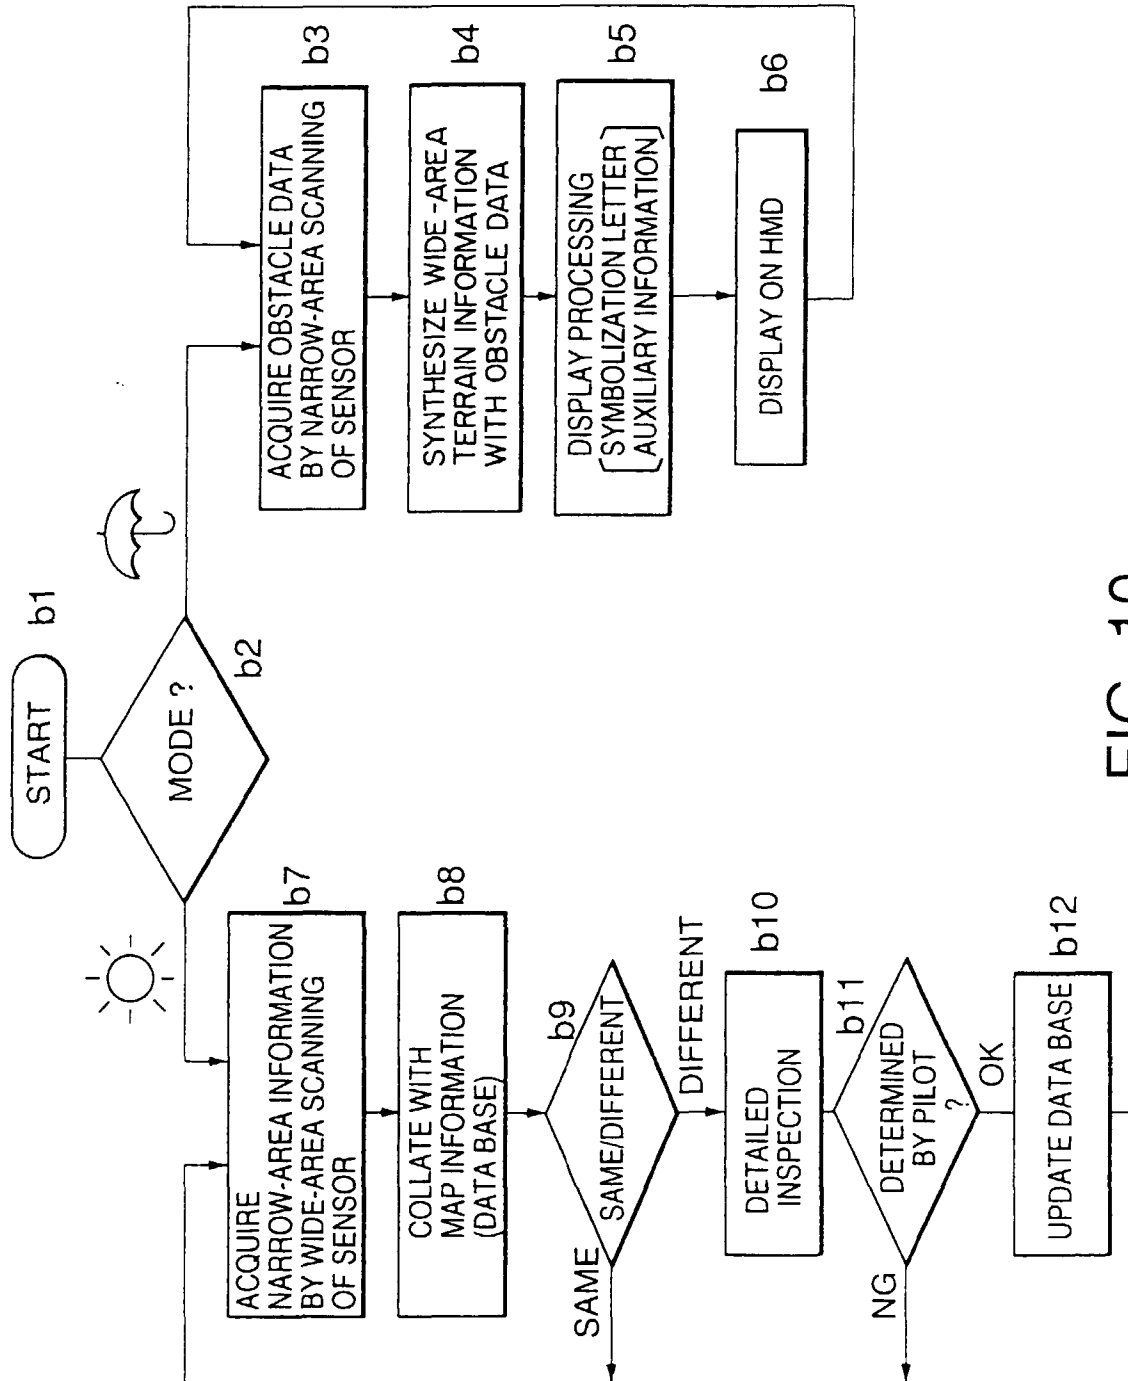 START
b1
MODE ?
b2
b7
ACQUIRE
NARROW-AREA INFORMATION
BY WIDE-AREA SCANNING
OF SENSOR
b8
COLLATE WITH
MAP INFORMATION
(DATA BASE)
b9
SAME/DIFFERENT
SAME
DIFFERENT
b10
DETAILED
INSPECTION
b11
DETERMINED
BY PILOT
?
NG
OK
b12
UPDATE DATA BASE
b3
ACQUIRE OBSTACLE DATA
BY NARROW-AREA SCANNING
OF SENSOR
b4
SYNTHESIZE WIDE-AREA
TERRAIN INFORMATION
WITH OBSTACLE DATA
b5
DISPLAY PROCESSING
(SYMBOLIZATION LETTER
AUXILIARY INFORMATION)
b6
DISPLAY ON HMD
FIG.